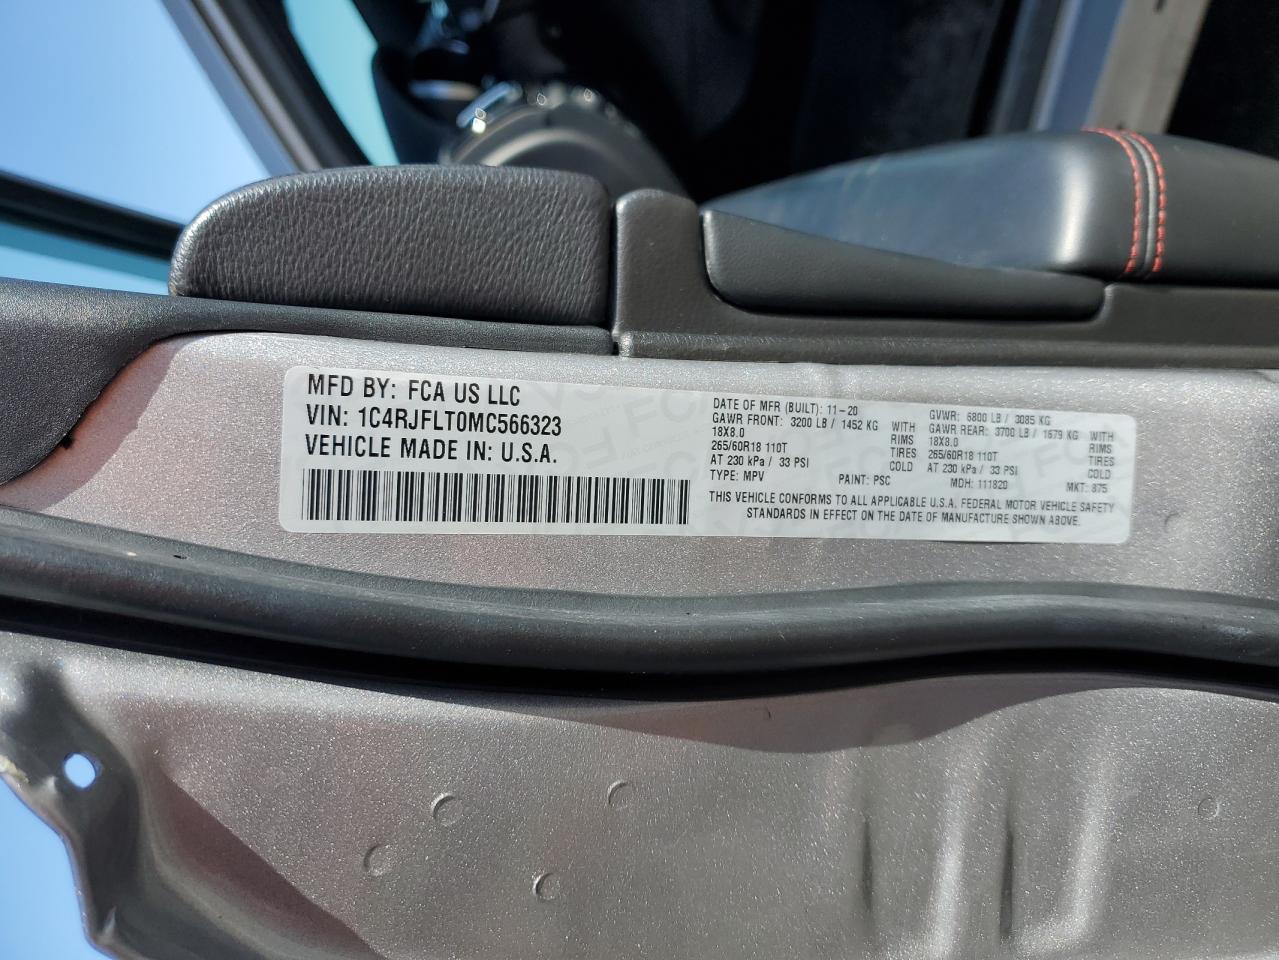 MFD BY: FCA US LLC
VIN: 1C4RJFLT0MC566323
VEHICLE MADE IN: U.S.A.
DATE OF MFR (BUILT): 11-20
GAWR FRONT: 3200 LB / 1452 KG WITH
18X8.0 RIMS
265/60R18 110T TIRES
AT 230 kPa / 33 PSI COLD
TYPE: MPV PAINT: PSC
GVWR: 6800 LB / 3085 KG
GAWR REAR: 3700 LB / 1679 KG WITH
18X8.0 RIMS
265/60R18 110T TIRES
AT 230 kPa / 33 PSI COLD
MDH: 111820 MKT: 875
THIS VEHICLE CONFORMS TO ALL APPLICABLE U.S.A. FEDERAL MOTOR VEHICLE SAFETY
STANDARDS IN EFFECT ON THE DATE OF MANUFACTURE SHOWN ABOVE.